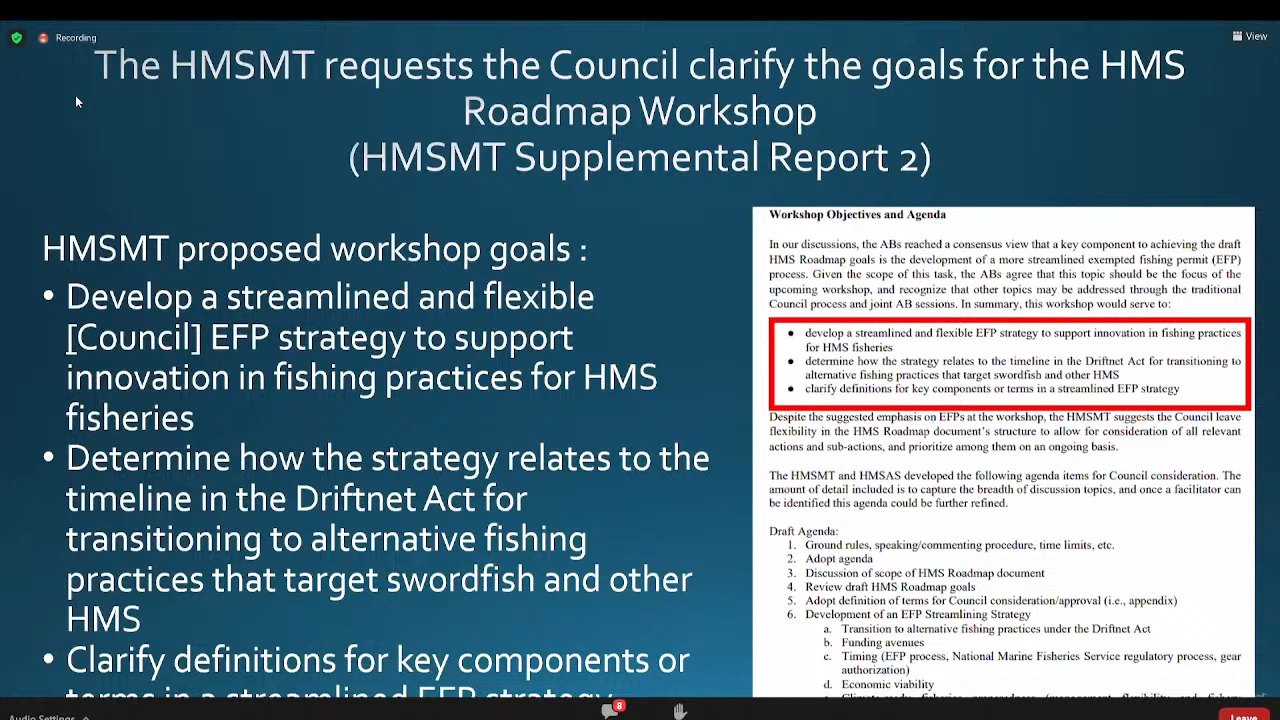 Recording
View
The HMSMT requests the Council clarify the goals for the HMS
Roadmap Workshop
(HMSMT Supplemental Report 2)
HMSMT proposed workshop goals :
• Develop a streamlined and flexible
[Council] EFP strategy to support
innovation in fishing practices for HMS
fisheries
• Determine how the strategy relates to the
timeline in the Driftnet Act for
transitioning to alternative fishing
practices that target swordfish and other
HMS
• Clarify definitions for key components or
terms in a streamlined EFP strategy
Workshop Objectives and Agenda
In our discussions, the ABs reached a consensus view that a key component to achieving the draft
HMS Roadmap goals is the development of a more streamlined exempted fishing permit (EFP)
process. Given the scope of this task, the ABs agree that this topic should be the focus of the
upcoming workshop, and recognize that other topics may be addressed through the traditional
Council process and joint AB sessions. In summary, this workshop would serve to:
• develop a streamlined and flexible EFP strategy to support innovation in fishing practices
for HMS fisheries
• determine how the strategy relates to the timeline in the Driftnet Act for transitioning to
alternative fishing practices that target swordfish and other HMS
• clarify definitions for key components or terms in a streamlined EFP strategy
Despite the suggested emphasis on EFPs at the workshop, the HMSMT suggests the Council leave
flexibility in the HMS Roadmap document's structure to allow for consideration of all relevant
actions and sub-actions, and prioritize among them on an ongoing basis.
The HMSMT and HMSAS developed the following agenda items for Council consideration. The
amount of detail included is to capture the breadth of discussion topics, and once a facilitator can
be identified this agenda could be further refined.
Draft Agenda:
1. Ground rules, speaking/commenting procedure, time limits, etc.
2. Adopt agenda
3. Discussion of scope of HMS Roadmap document
4. Review draft HMS Roadmap goals
5. Adopt definition of terms for Council consideration/approval (i.e., appendix)
6. Development of an EFP Streamlining Strategy
a. Transition to alternative fishing practices under the Driftnet Act
b. Funding avenues
c. Timing (EFP process, National Marine Fisheries Service regulatory process, gear
authorization)
d. Economic viability
Audio Settings
8
Leave